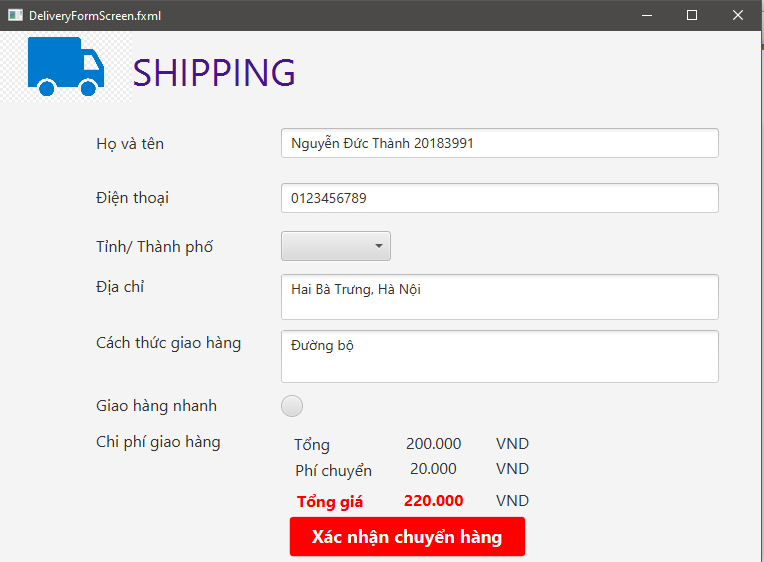 DeliveryFormScreen.fxml
SHIPPING
Họ và tên
Nguyễn Đức Thành 20183991
Điện thoại
0123456789
Tỉnh/ Thành phố
Địa chỉ
Hai Bà Trưng, Hà Nội
Cách thức giao hàng
Đường bộ
Giao hàng nhanh
Chi phí giao hàng
Tổng 200.000 VND
Phí chuyển 20.000 VND
Tổng giá 220.000 VND
Xác nhận chuyển hàng